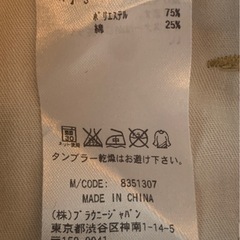 ポリエステル 75%
綿 25%
タンブラー乾燥はお避け下さい。
M/CODE: 8351307
MADE IN CHINA
(株)ブラウニージャパン
東京都渋谷区神南1-14-5